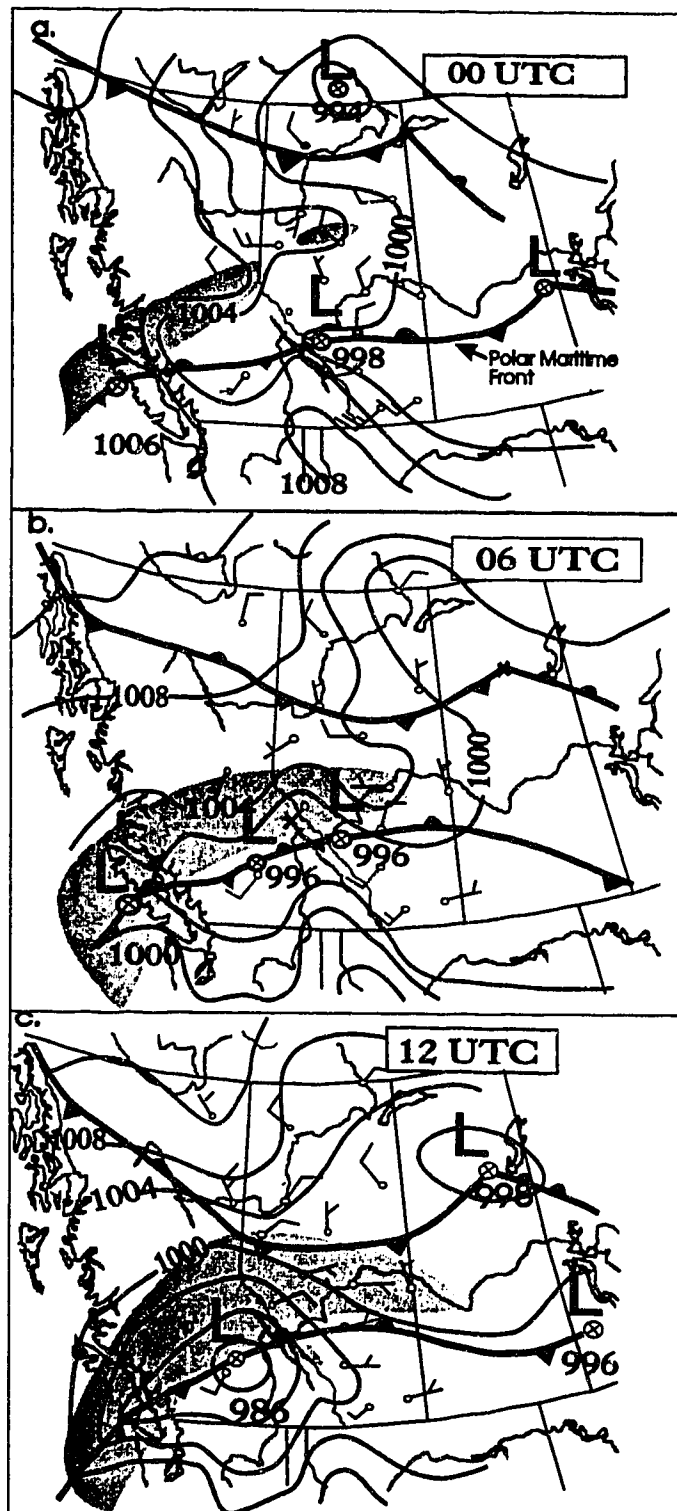 a.
L
00 UTC
994
1000
L
1004
L
L
998
Polar Maritime
Front
1006
1008
b.
06 UTC
1008
1000
1004
L
L
996
996
L
1000
c.
12 UTC
1008
L
1004
998
1000
L
L
986
996